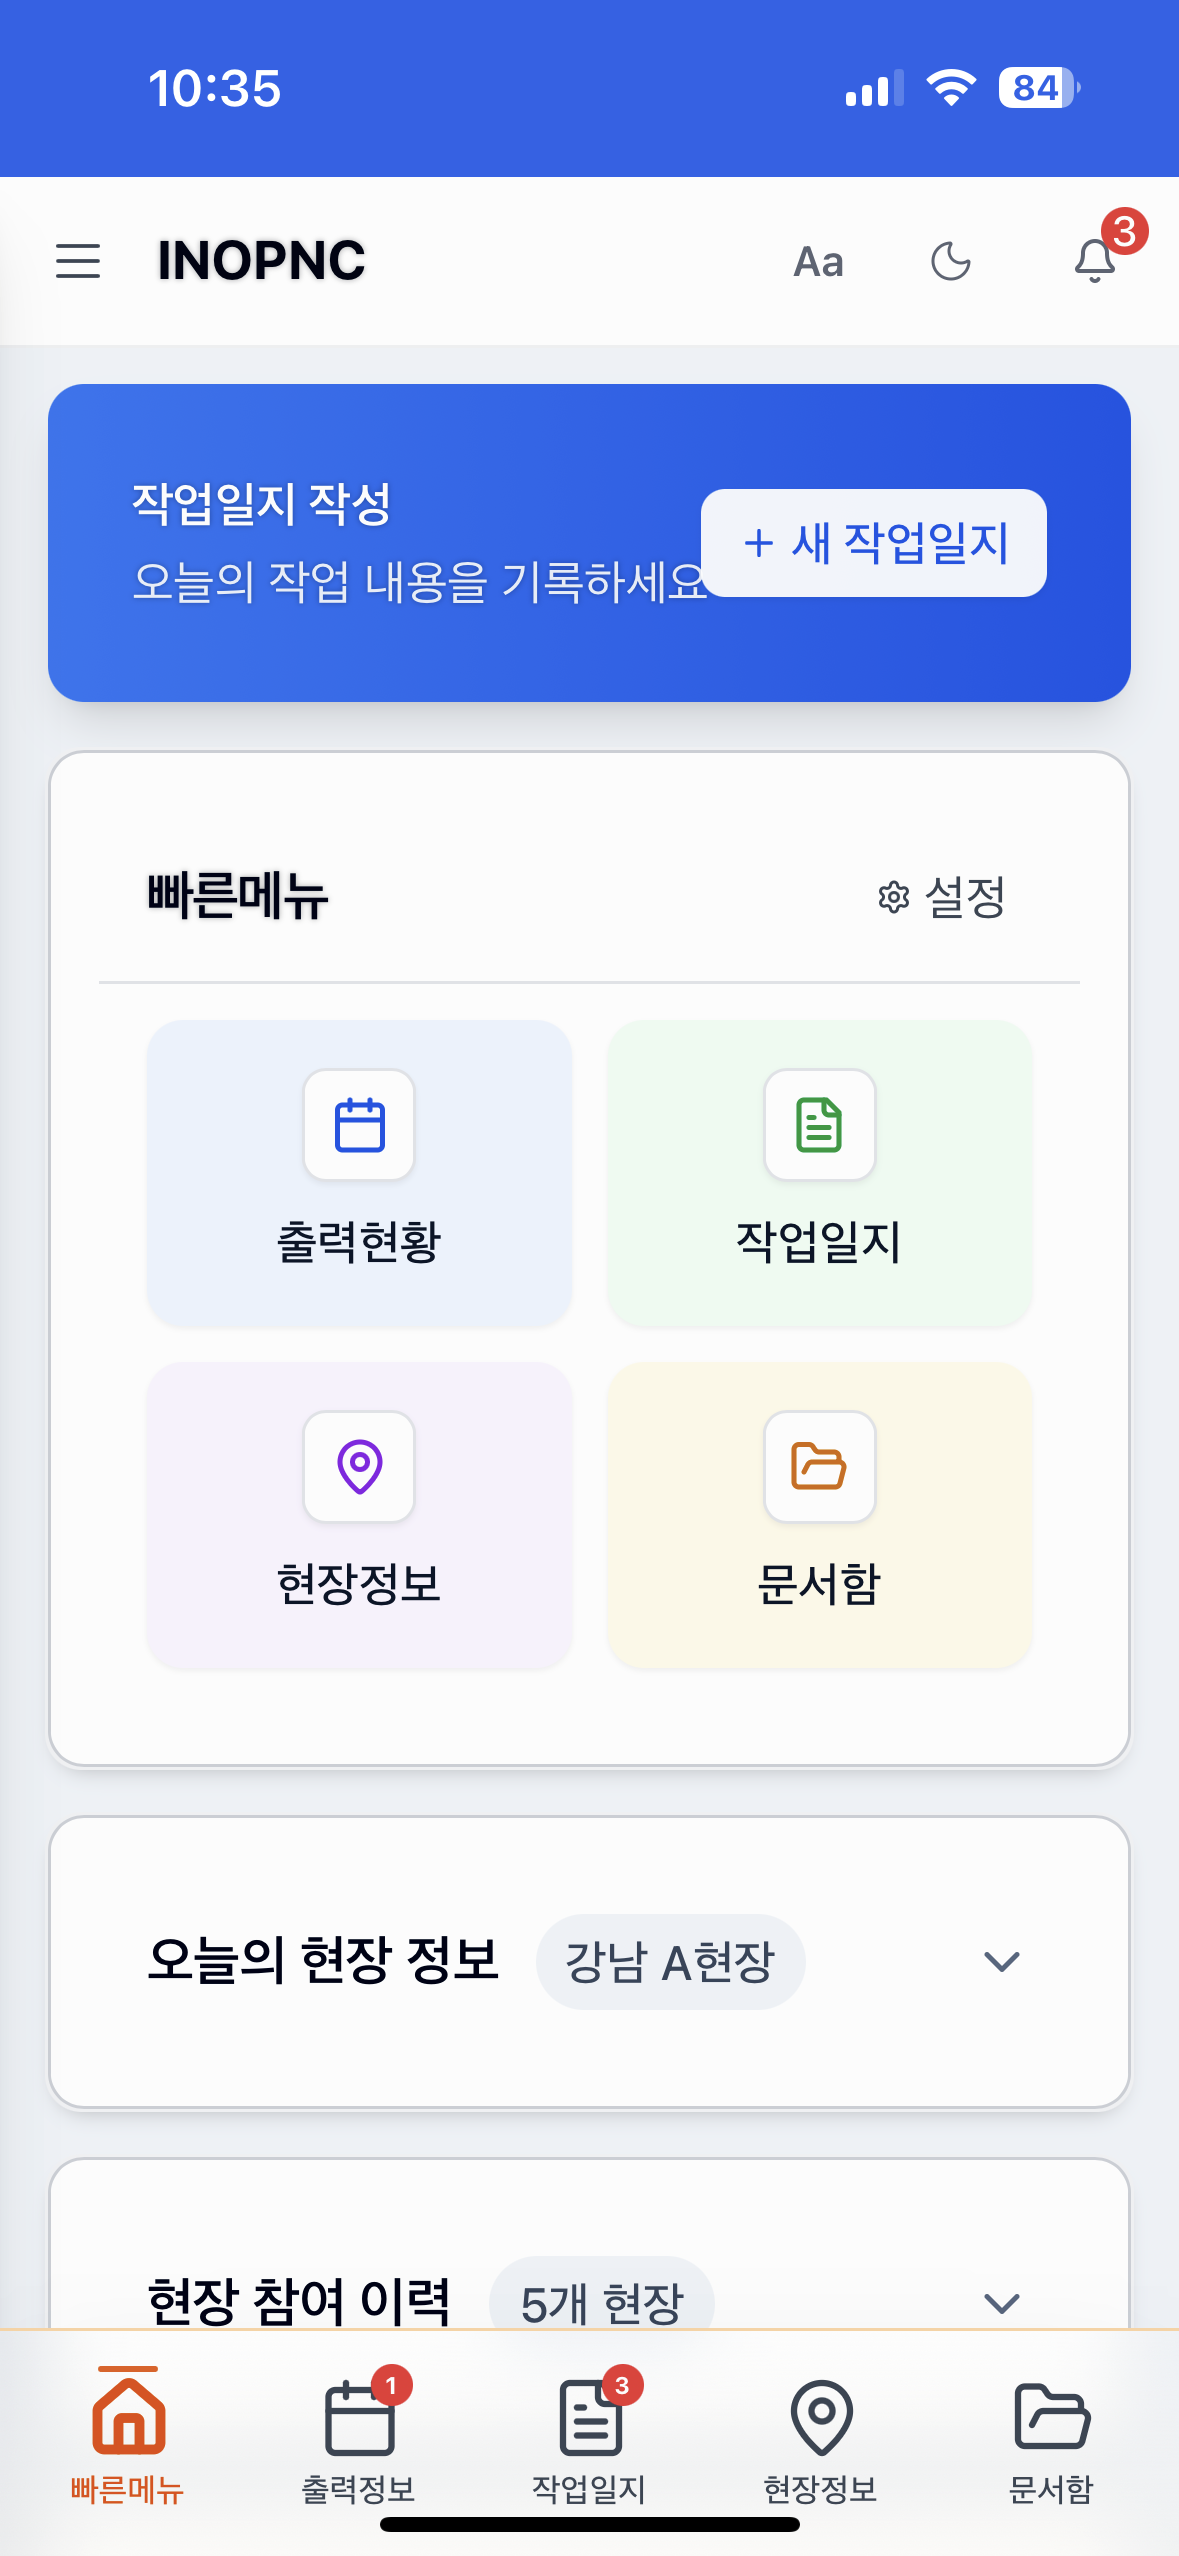 10:35
84
INOPNC
Aa
3
작업일지 작성
오늘의 작업 내용을 기록하세요
+ 새 작업일지
빠른메뉴
설정
출력현황
작업일지
현장정보
문서함
오늘의 현장 정보
강남 A현장
현장 참여 이력
5개 현장
1
3
빠른메뉴
출력정보
작업일지
현장정보
문서함